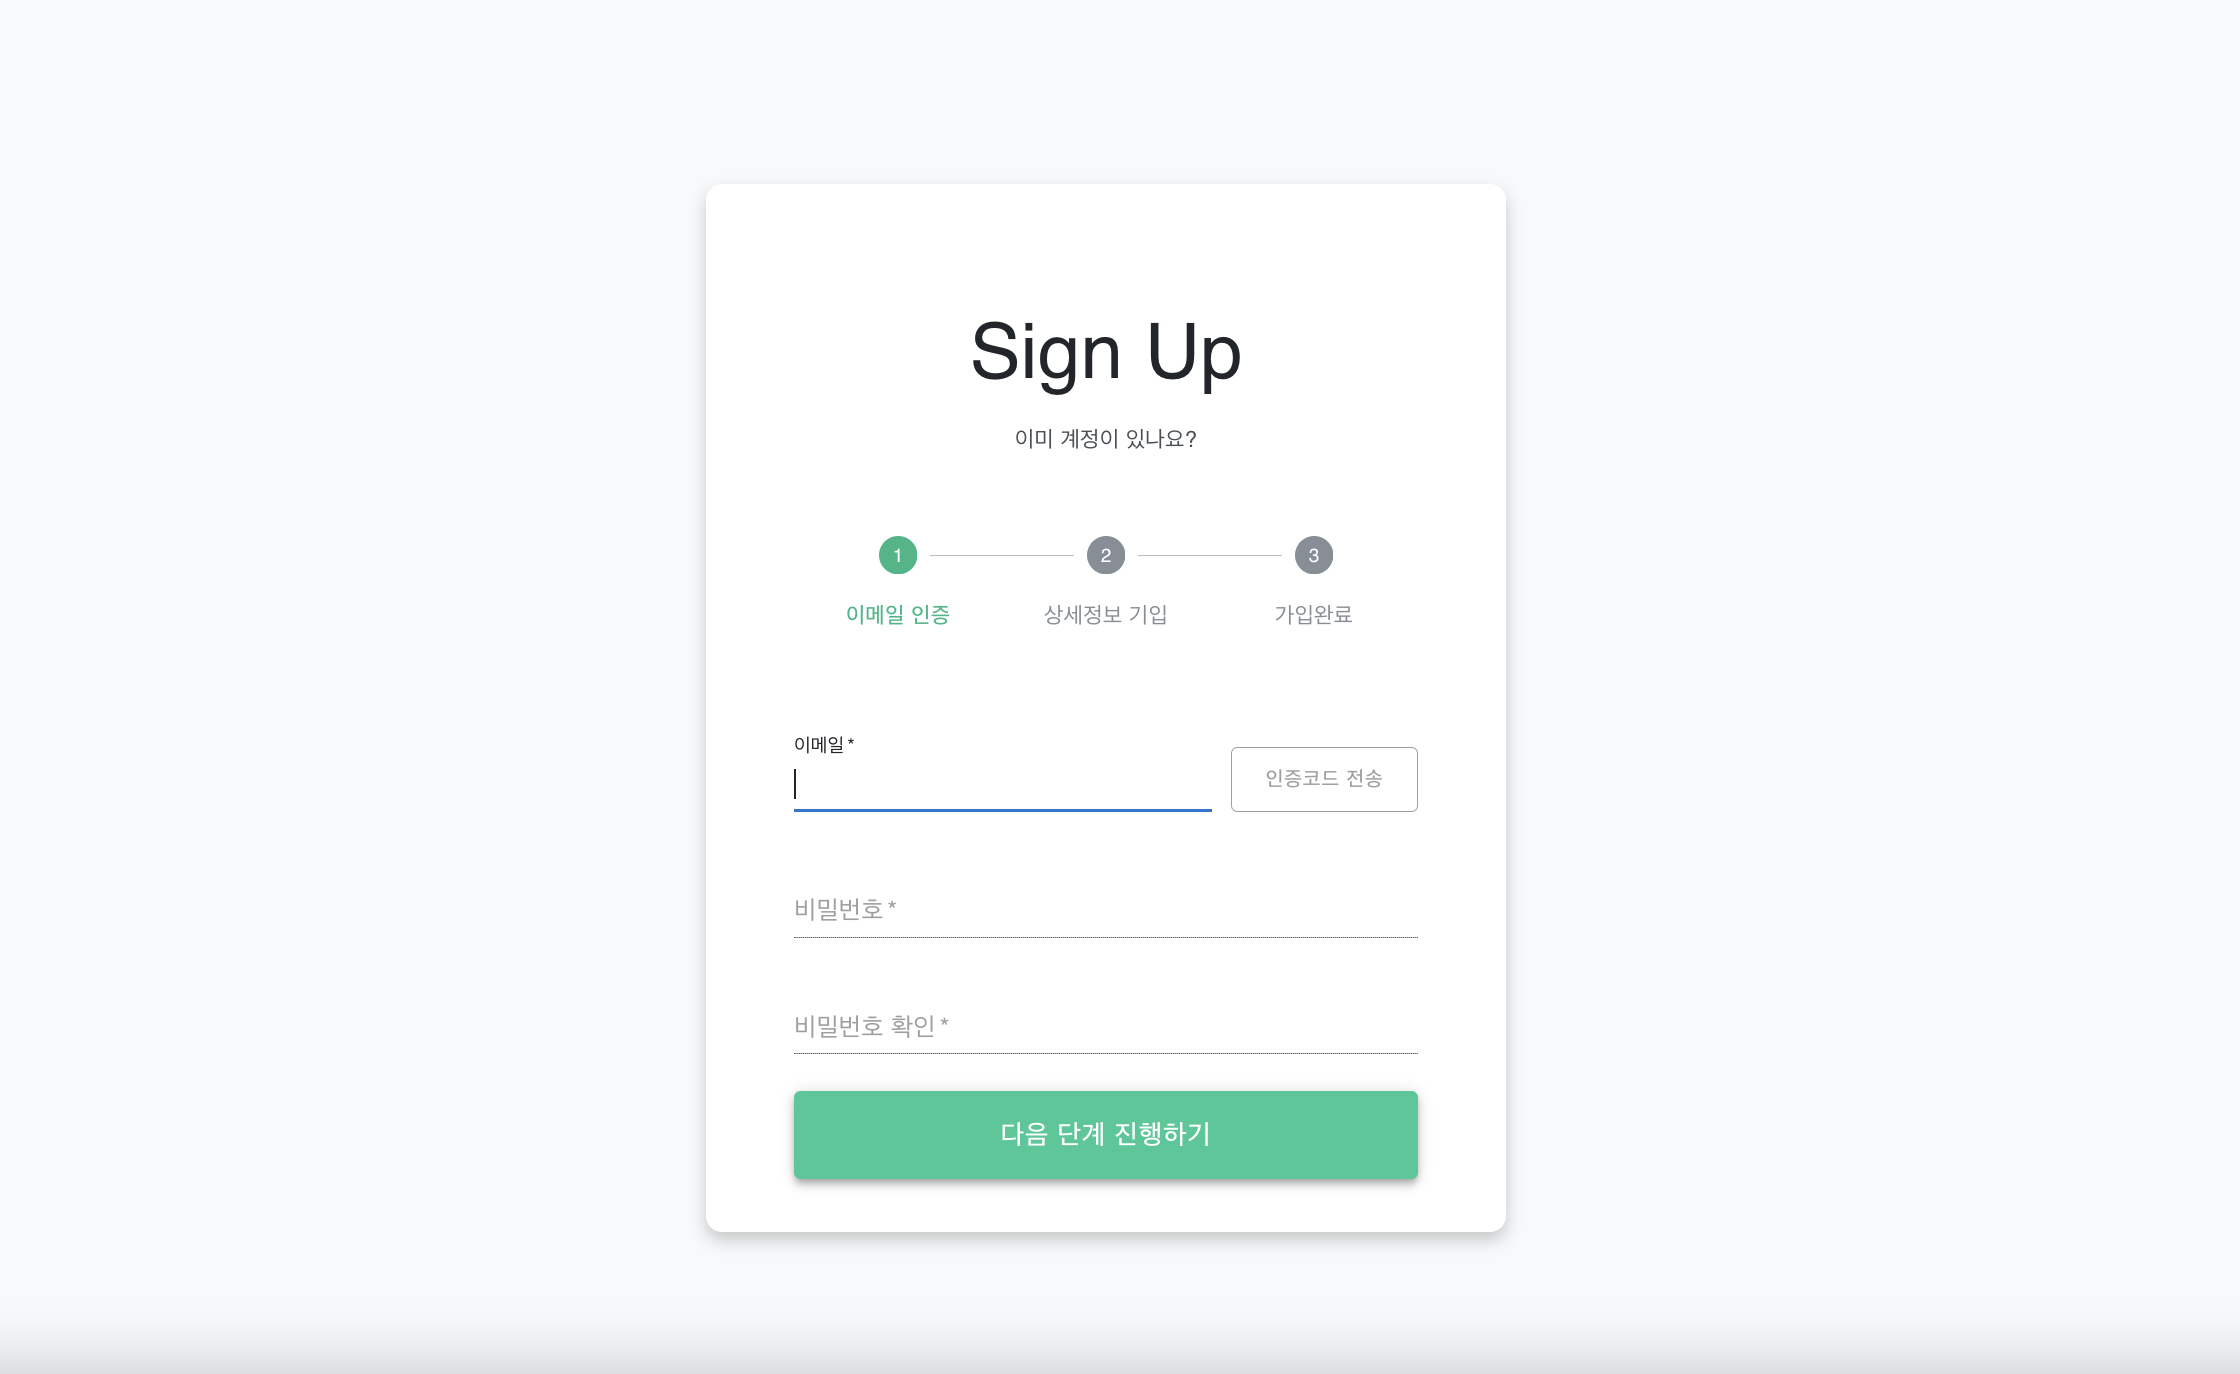 Sign Up
이미 계정이 있나요?
1 2 3
이메일 인증 상세정보 기입 가입완료
이메일 *
인증코드 전송
비밀번호 *
비밀번호 확인 *
다음 단계 진행하기